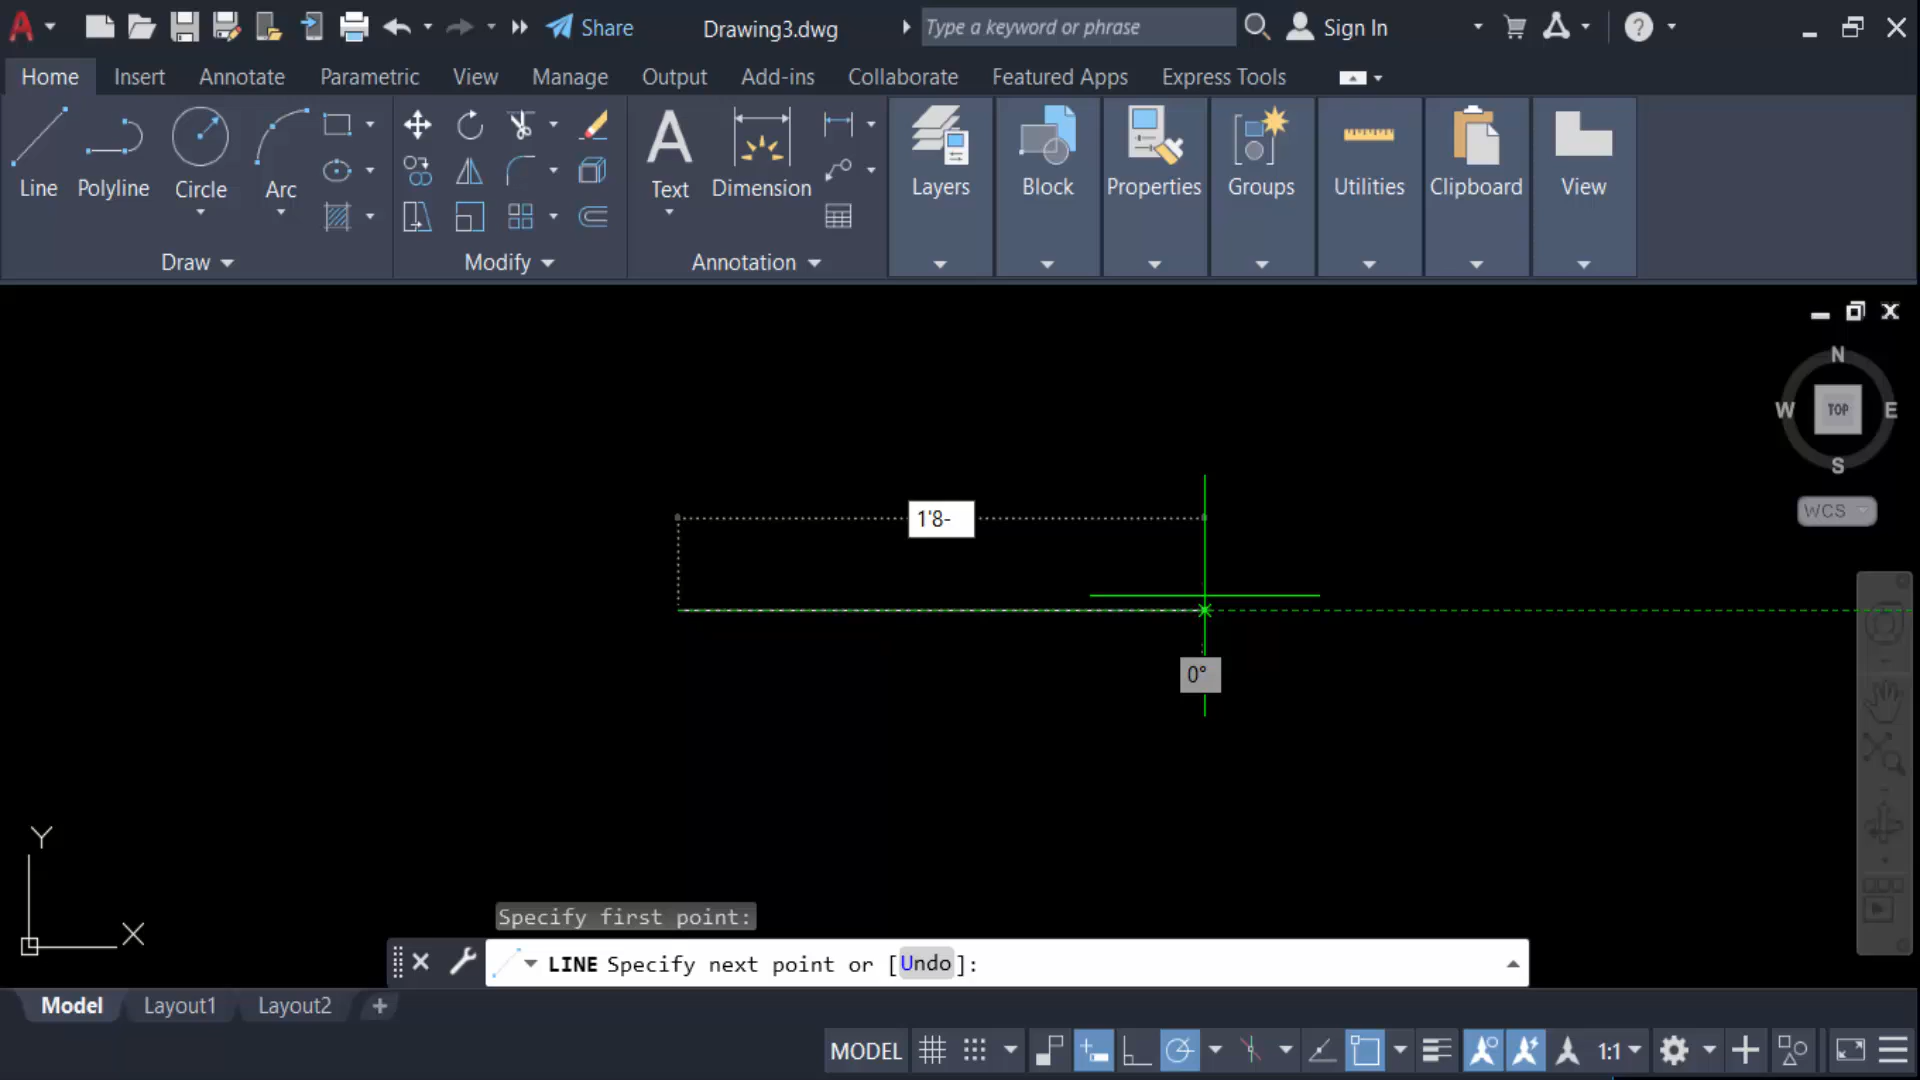 A
Share
Drawing3.dwg
Type a keyword or phrase
Sign In
Home
Insert
Annotate
Parametric
View
Manage
Output
Add-ins
Collaborate
Featured Apps
Express Tools
Line
Polyline
Circle
Arc
Draw
Modify
A
Text
Dimension
Annotation
Layers
Block
Properties
Groups
Utilities
Clipboard
View
N
W
TOP
E
S
WCS
1'8-
0°
Y
X
Specify first point:
LINE Specify next point or [Undo]:
Model
Layout1
Layout2
+
MODEL
1:1